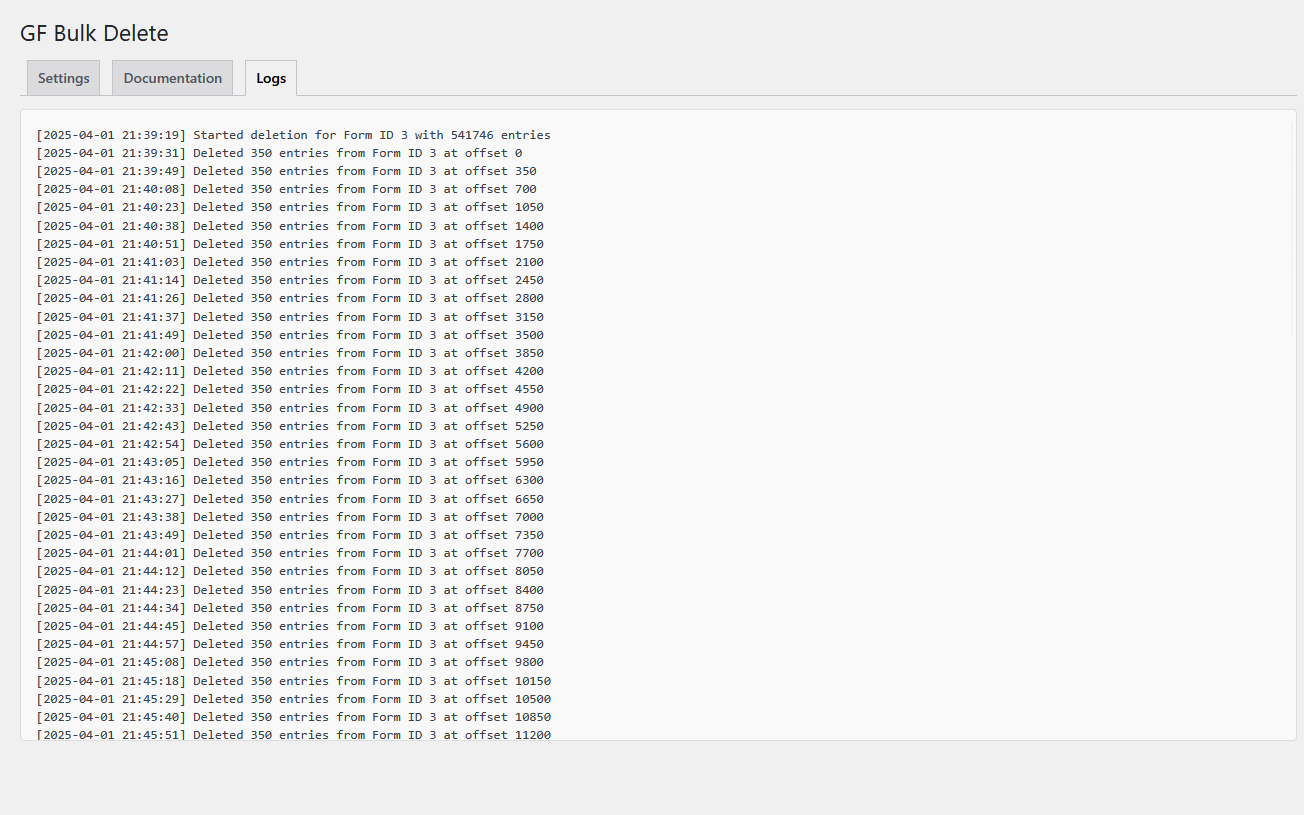 GF Bulk Delete
Settings Documentation Logs
[2025-04-01 21:39:19] Started deletion for Form ID 3 with 541746 entries
[2025-04-01 21:39:31] Deleted 350 entries from Form ID 3 at offset 0
[2025-04-01 21:39:49] Deleted 350 entries from Form ID 3 at offset 350
[2025-04-01 21:40:08] Deleted 350 entries from Form ID 3 at offset 700
[2025-04-01 21:40:23] Deleted 350 entries from Form ID 3 at offset 1050
[2025-04-01 21:40:38] Deleted 350 entries from Form ID 3 at offset 1400
[2025-04-01 21:40:51] Deleted 350 entries from Form ID 3 at offset 1750
[2025-04-01 21:41:03] Deleted 350 entries from Form ID 3 at offset 2100
[2025-04-01 21:41:14] Deleted 350 entries from Form ID 3 at offset 2450
[2025-04-01 21:41:26] Deleted 350 entries from Form ID 3 at offset 2800
[2025-04-01 21:41:37] Deleted 350 entries from Form ID 3 at offset 3150
[2025-04-01 21:41:49] Deleted 350 entries from Form ID 3 at offset 3500
[2025-04-01 21:42:00] Deleted 350 entries from Form ID 3 at offset 3850
[2025-04-01 21:42:11] Deleted 350 entries from Form ID 3 at offset 4200
[2025-04-01 21:42:22] Deleted 350 entries from Form ID 3 at offset 4550
[2025-04-01 21:42:33] Deleted 350 entries from Form ID 3 at offset 4900
[2025-04-01 21:42:43] Deleted 350 entries from Form ID 3 at offset 5250
[2025-04-01 21:42:54] Deleted 350 entries from Form ID 3 at offset 5600
[2025-04-01 21:43:05] Deleted 350 entries from Form ID 3 at offset 5950
[2025-04-01 21:43:16] Deleted 350 entries from Form ID 3 at offset 6300
[2025-04-01 21:43:27] Deleted 350 entries from Form ID 3 at offset 6650
[2025-04-01 21:43:38] Deleted 350 entries from Form ID 3 at offset 7000
[2025-04-01 21:43:49] Deleted 350 entries from Form ID 3 at offset 7350
[2025-04-01 21:44:01] Deleted 350 entries from Form ID 3 at offset 7700
[2025-04-01 21:44:12] Deleted 350 entries from Form ID 3 at offset 8050
[2025-04-01 21:44:23] Deleted 350 entries from Form ID 3 at offset 8400
[2025-04-01 21:44:34] Deleted 350 entries from Form ID 3 at offset 8750
[2025-04-01 21:44:45] Deleted 350 entries from Form ID 3 at offset 9100
[2025-04-01 21:44:57] Deleted 350 entries from Form ID 3 at offset 9450
[2025-04-01 21:45:08] Deleted 350 entries from Form ID 3 at offset 9800
[2025-04-01 21:45:18] Deleted 350 entries from Form ID 3 at offset 10150
[2025-04-01 21:45:29] Deleted 350 entries from Form ID 3 at offset 10500
[2025-04-01 21:45:40] Deleted 350 entries from Form ID 3 at offset 10850
[2025-04-01 21:45:51] Deleted 350 entries from Form ID 3 at offset 11200